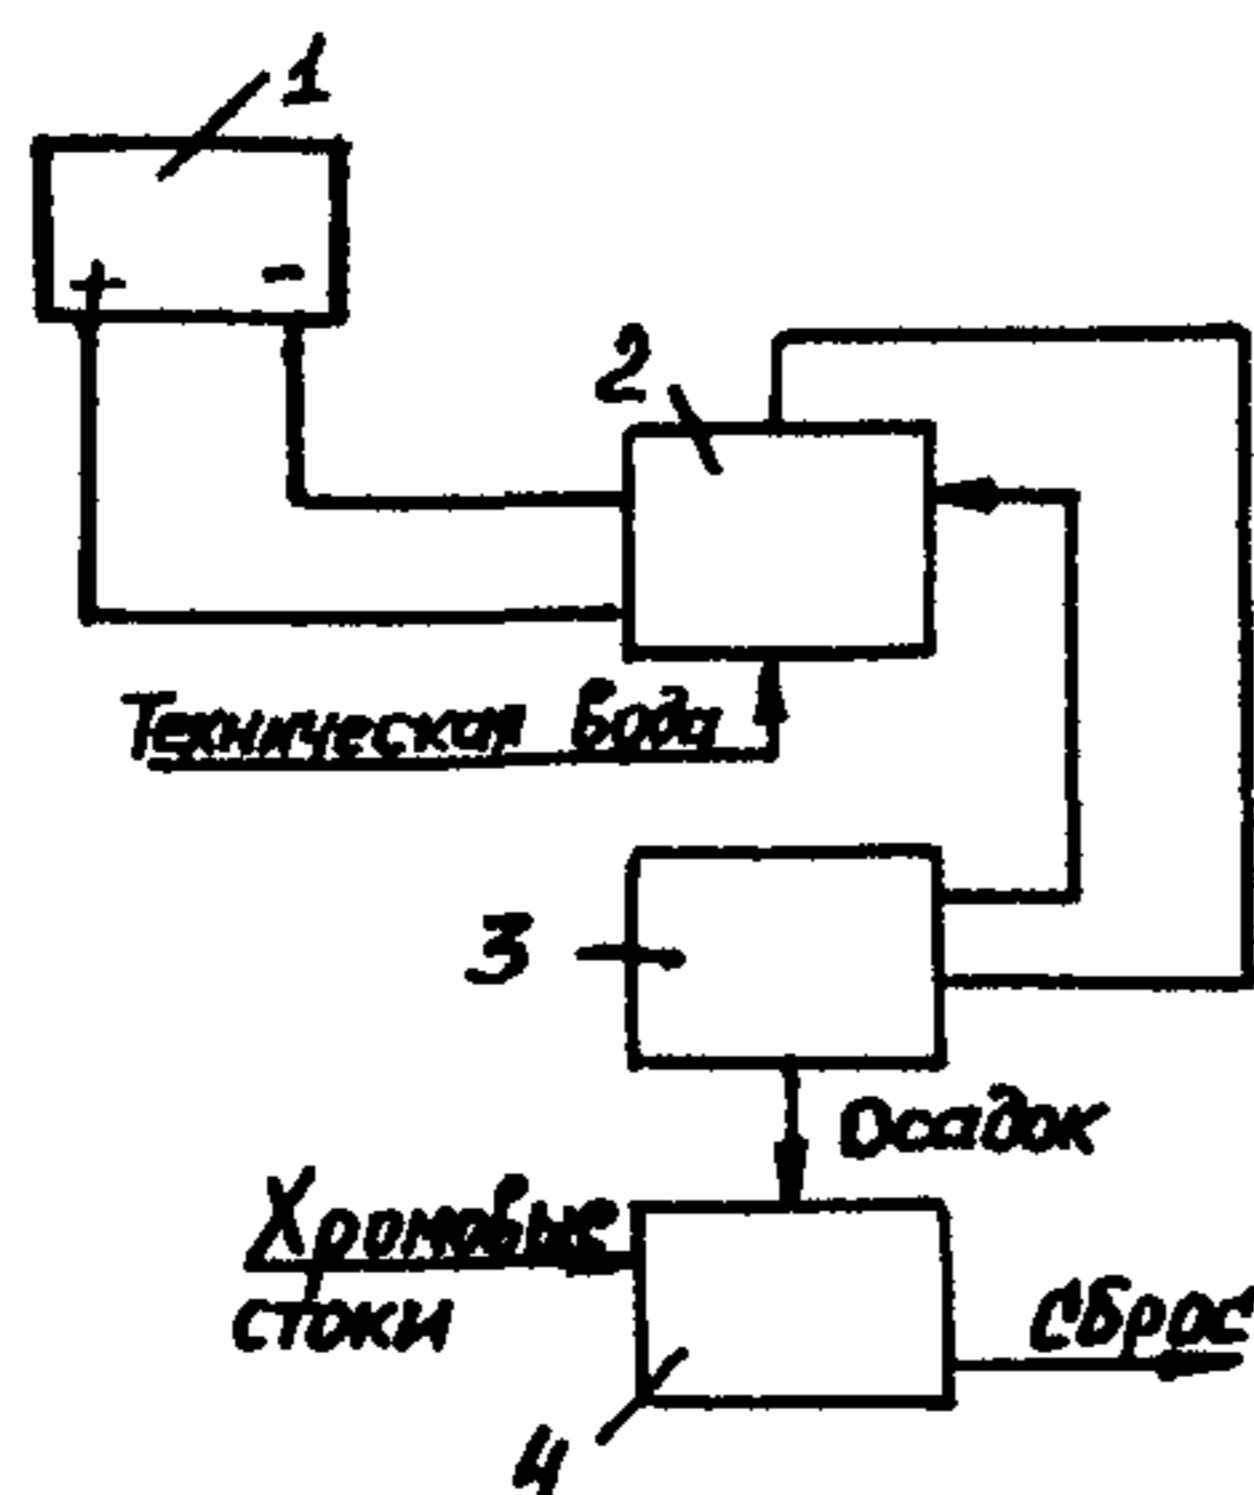 1
+ -
2
Техническая вода
3
Осадок
Хромовые
стоки
Сброс
4